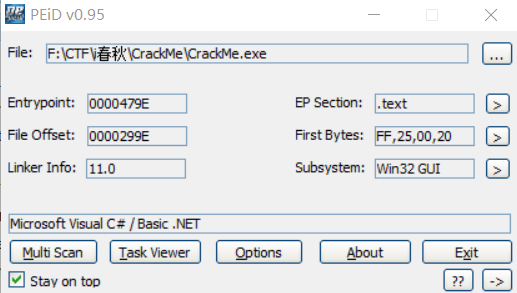 PEiD v0.95
File: F:\CTF\i春秋\CrackMe\CrackMe.exe ...
Entrypoint: 0000479E EP Section: .text >
File Offset: 0000299E First Bytes: FF,25,00,20 >
Linker Info: 11.0 Subsystem: Win32 GUI >
Microsoft Visual C# / Basic .NET
Multi Scan Task Viewer Options About Exit
Stay on top ?? ->